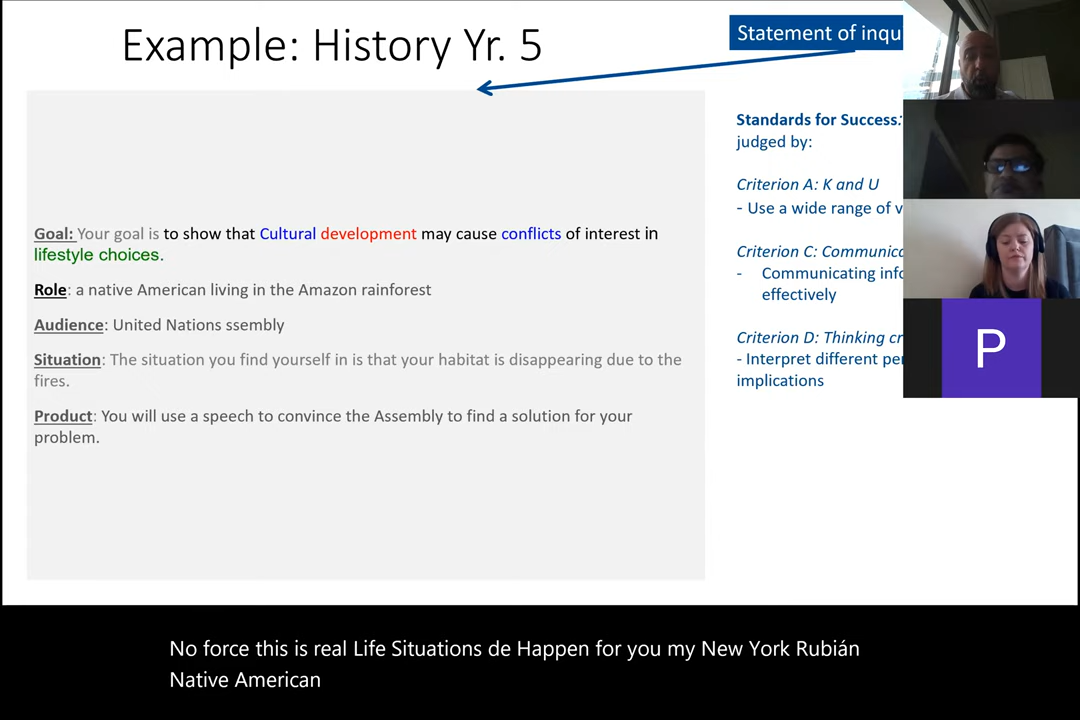 Example: History Yr. 5
Statement of inqu
Goal: Your goal is to show that Cultural development may cause conflicts of interest in
lifestyle choices.
Role: a native American living in the Amazon rainforest
Audience: United Nations ssembly
Situation: The situation you find yourself in is that your habitat is disappearing due to the
fires.
Product: You will use a speech to convince the Assembly to find a solution for your
problem.
Standards for Success:
judged by:
Criterion A: K and U
- Use a wide range of v
Criterion C: Communica
- Communicating info
effectively
Criterion D: Thinking cr
- Interpret different per
implications
P
No force this is real Life Situations de Happen for you my New York Rubián
Native American